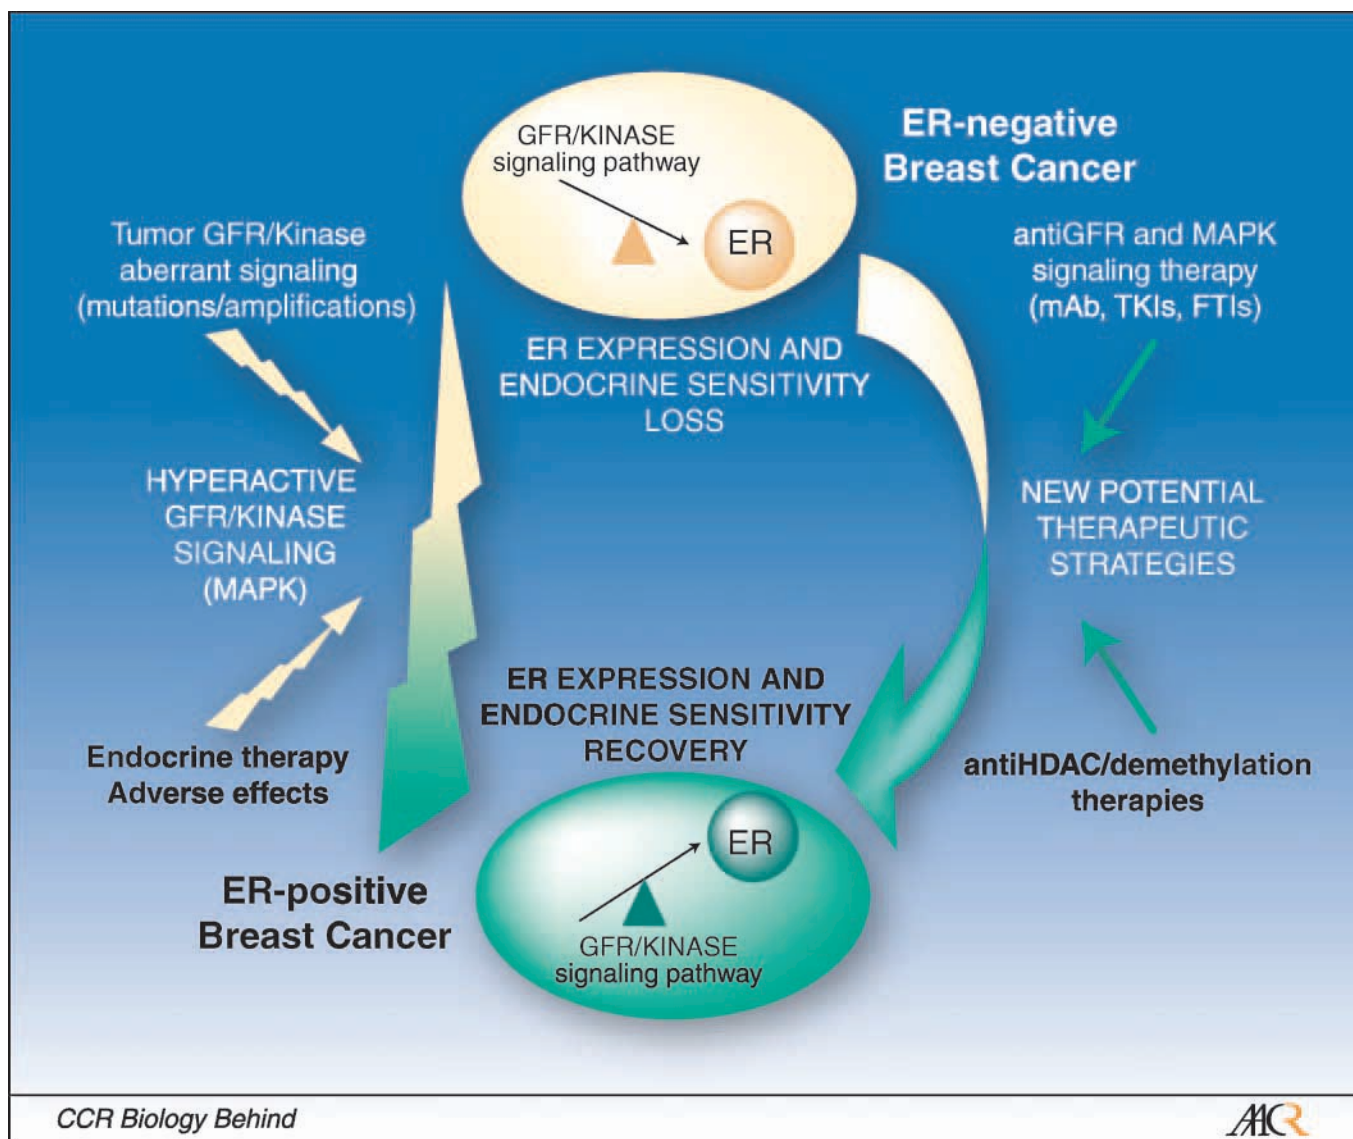 GFR/KINASE
signaling pathway
ER
ER-negative
Breast Cancer
Tumor GFR/Kinase
aberrant signaling
(mutations/amplifications)
antiGFR and MAPK
signaling therapy
(mAb, TKIs, FTIs)
ER EXPRESSION AND
ENDOCRINE SENSITIVITY
LOSS
HYPERACTIVE
GFR/KINASE
SIGNALING
(MAPK)
NEW POTENTIAL
THERAPEUTIC
STRATEGIES
ER EXPRESSION AND
ENDOCRINE SENSITIVITY
RECOVERY
Endocrine therapy
Adverse effects
antiHDAC/demethylation
therapies
ER-positive
Breast Cancer
ER
GFR/KINASE
signaling pathway
CCR Biology Behind
AACR